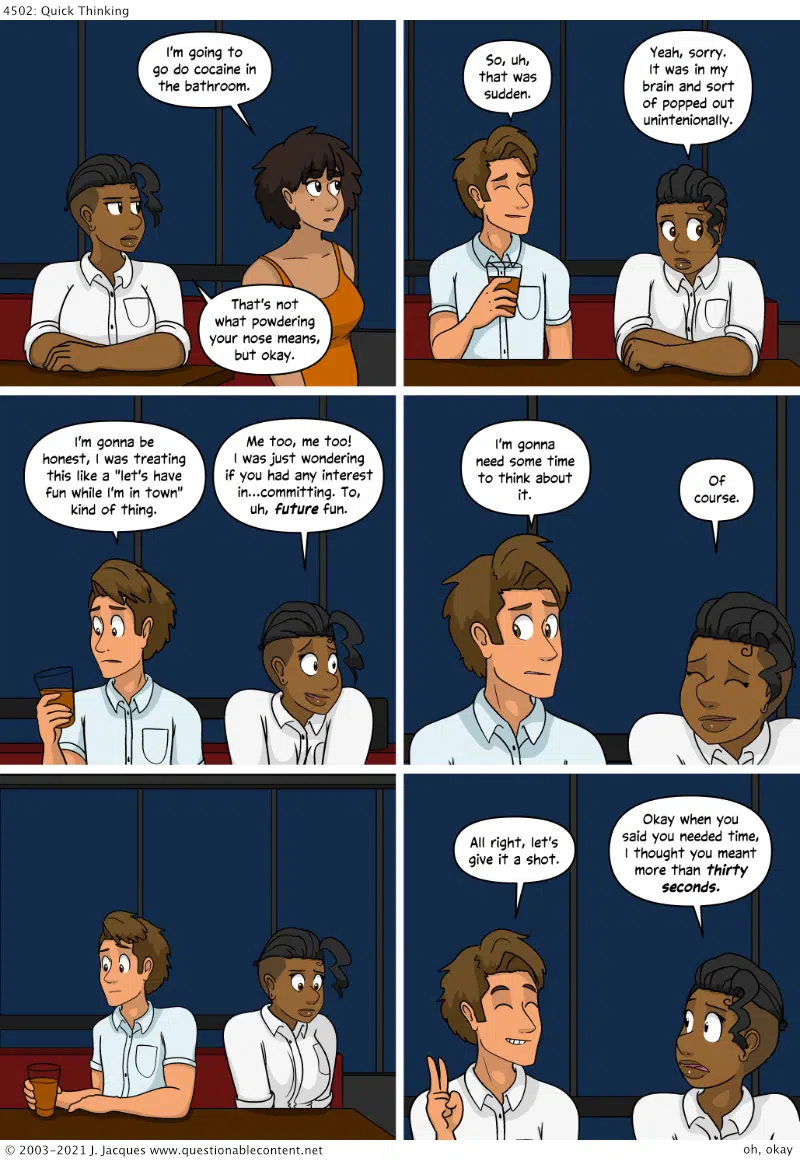 4502: Quick Thinking
I'm going to
go do cocaine in
the bathroom.
That's not
what powdering
your nose means,
but okay.
So, uh,
that was
sudden.
Yeah, sorry.
It was in my
brain and sort
of popped out
unintenionally.
I'm gonna be
honest, I was treating
this like a "let's have
fun while I'm in town"
kind of thing.
Me too, me too!
I was just wondering
if you had any interest
in...committing. To,
uh, future fun.
I'm gonna
need some time
to think about
it.
Of
course.
All right, let's
give it a shot.
Okay when you
said you needed time,
I thought you meant
more than thirty
seconds.
© 2003-2021 J. Jacques www.questionablecontent.net
oh, okay